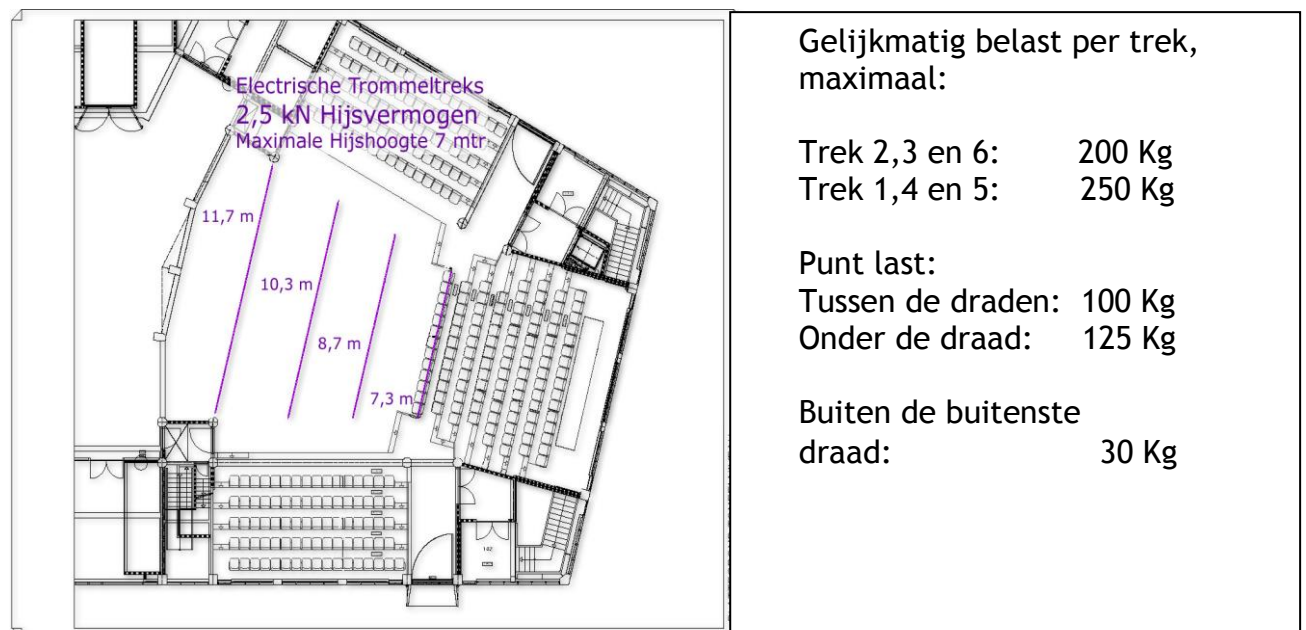 Electrische Trommeltreks
2,5 kN Hijsvermogen
Maximale Hijshoogte 7 mtr
11,7 m
10,3 m
8,7 m
7,3 m
Gelijkmatig belast per trek,
maximaal:
Trek 2,3 en 6: 200 Kg
Trek 1,4 en 5: 250 Kg
Punt last:
Tussen de draden: 100 Kg
Onder de draad: 125 Kg
Buiten de buitenste
draad: 30 Kg